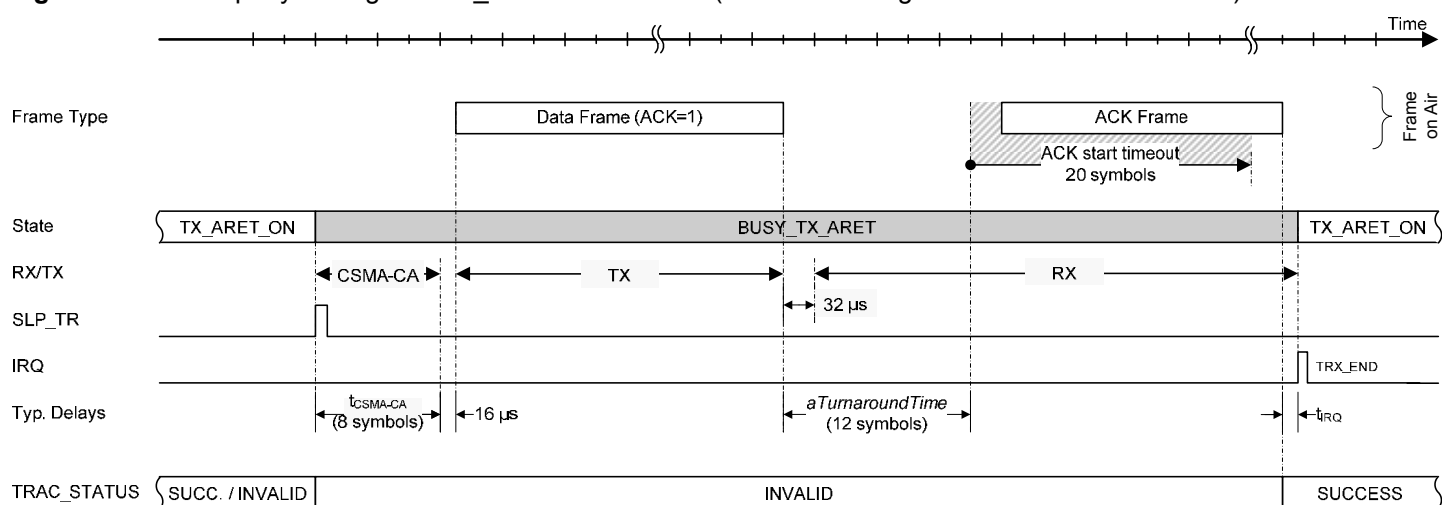 Time
Frame Type
Data Frame (ACK=1)
ACK Frame
Frame
on Air
ACK start timeout
20 symbols
State
TX_ARET_ON
BUSY_TX_ARET
TX_ARET_ON
RX/TX
CSMA-CA
TX
RX
32 µs
SLP_TR
IRQ
TRX_END
Typ. Delays
tCSMA-CA
(8 symbols)
16 µs
aTurnaroundTime
(12 symbols)
tIRQ
TRAC_STATUS
SUCC. / INVALID
INVALID
SUCCESS